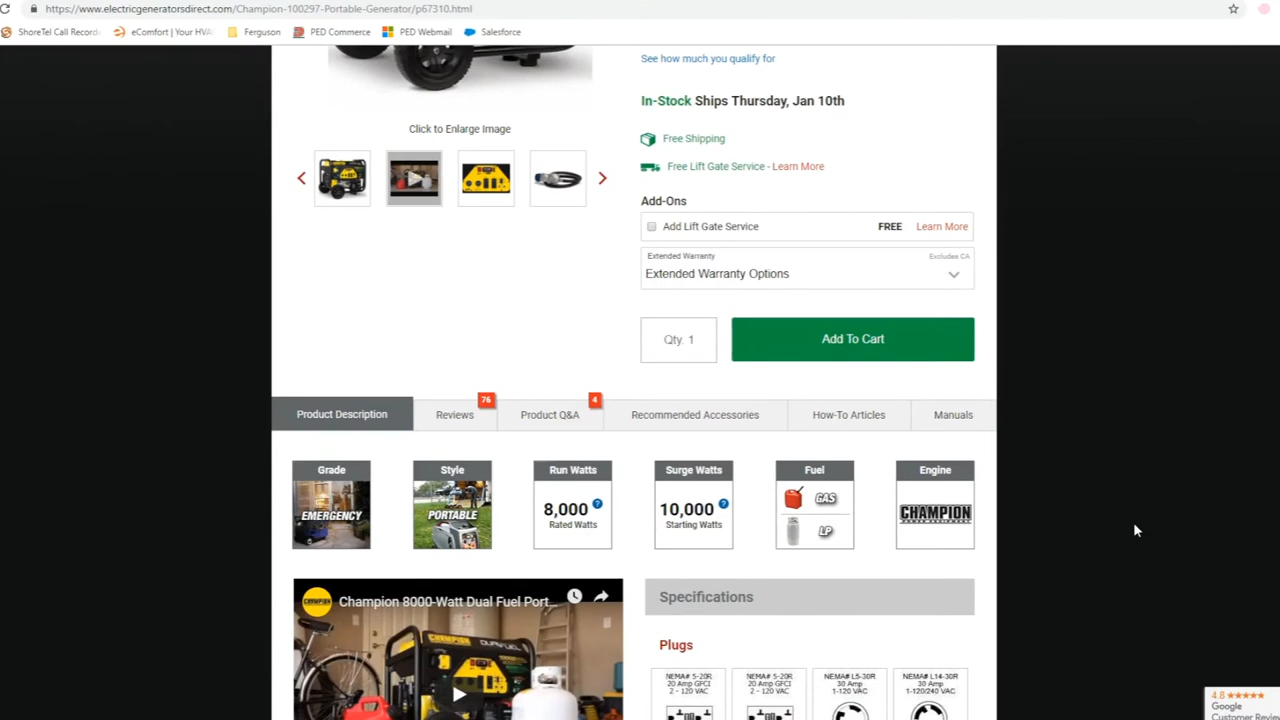 https://www.electricgeneratorsdirect.com/Champion-100297-Portable-Generator/p67310.html
ShoreTel Call Record: eComfort | Your HVA Ferguson PED Commerce PED Webmail Salesforce
See how much you qualify for
In-Stock Ships Thursday, Jan 10th
Click to Enlarge Image
Free Shipping
Free Lift Gate Service - Learn More
Add-Ons
Add Lift Gate Service FREE Learn More
Extended Warranty Excludes CA
Extended Warranty Options
Qty. 1 Add To Cart
76 4
Product Description Reviews Product Q&A Recommended Accessories How-To Articles Manuals
Grade Style Run Watts Surge Watts Fuel Engine
EMERGENCY PORTABLE 8,000 ? 10,000 ? GAS CHAMPION
Rated Watts Starting Watts LP
Champion 8000-Watt Dual Fuel Port...
Specifications
Plugs
NEMA# 5-20R NEMA# 5-20R NEMA# L5-30R NEMA# L14-30R
20 Amp GFCI 20 Amp GFCI 30 Amp 30 Amp
2 - 120 VAC 2 - 120 VAC 1-120 VAC 1-120/240 VAC
4.8
Google
Customer Review